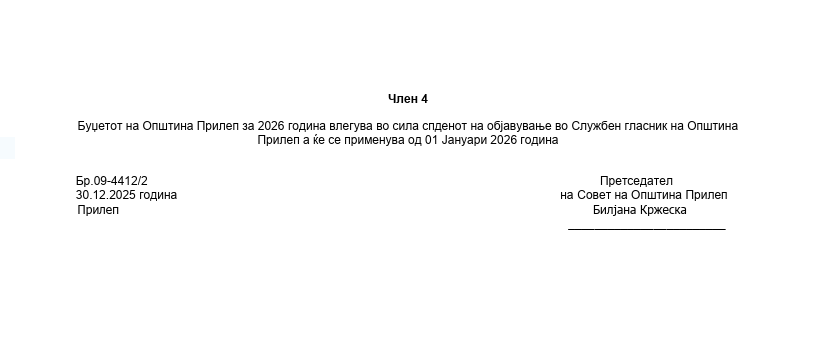 Член 4
Буџетот на Општина Прилеп за 2026 година влегува во сила спденот на објавување во Службен гласник на Општина
Прилеп а ќе се применува од 01 Јануари 2026 година
Бр.09-4412/2
30.12.2025 година
Прилеп
Претседател
на Совет на Општина Прилеп
Билјана Кржеска